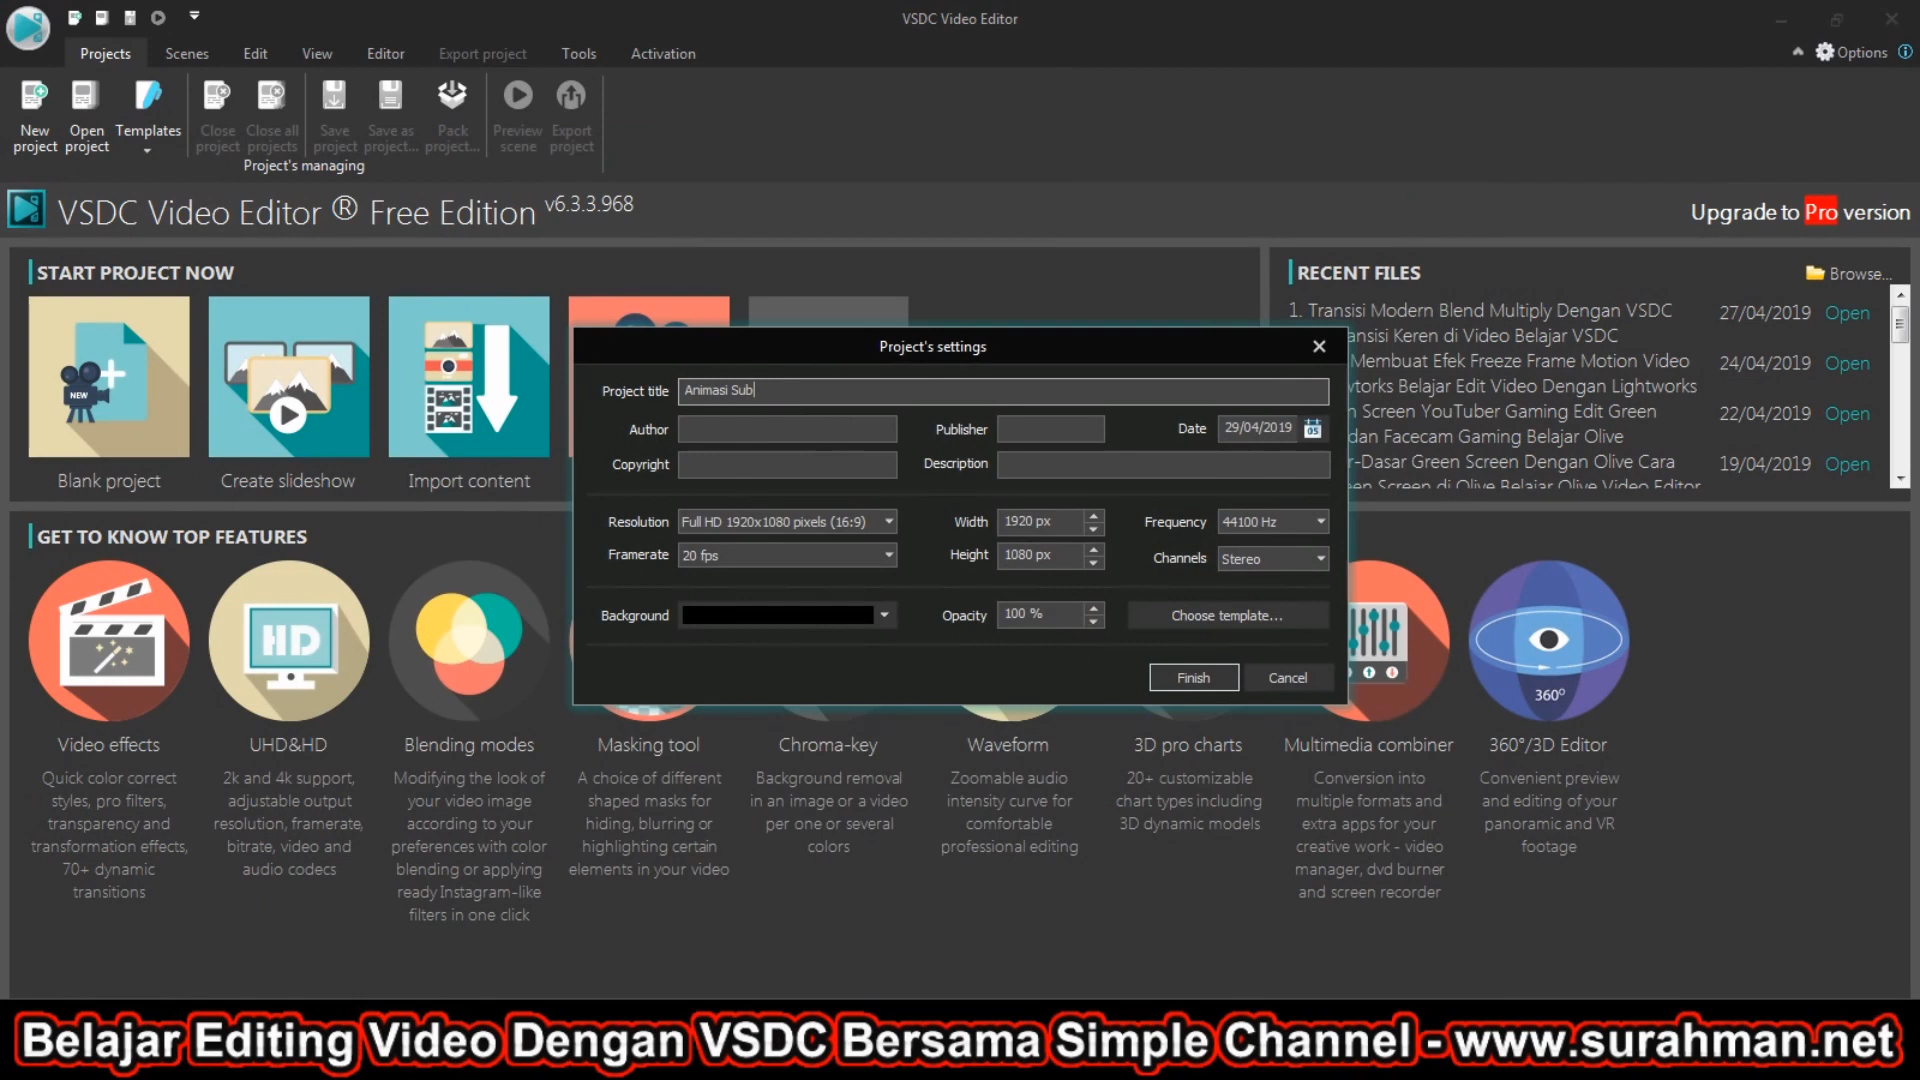 VSDC Video Editor
Projects
Scenes
Edit
View
Editor
Export project
Tools
Activation
Options
New project
Open project
Templates
Close project
Close all projects
Save project
Save as project...
Pack project...
Preview scene
Export project
Project's managing
VSDC Video Editor ® Free Edition v6.3.3.968
Upgrade to Pro version
START PROJECT NOW
NEW
Blank project
Create slideshow
Import content
RECENT FILES
Browse...
1. Transisi Modern Blend Multiply Dengan VSDC
27/04/2019 Open
ansisi Keren di Video Belajar VSDC
Membuat Efek Freeze Frame Motion Video
24/04/2019 Open
orks Belajar Edit Video Dengan Lightworks
n Screen YouTuber Gaming Edit Green
22/04/2019 Open
dan Facecam Gaming Belajar Olive
r-Dasar Green Screen Dengan Olive Cara
19/04/2019 Open
een Screen di Olive Belajar Olive Video Editor
Project's settings
Project title
Animasi Sub
Author
Publisher
Date 29/04/2019
05
Copyright
Description
Resolution Full HD 1920x1080 pixels (16:9)
Width 1920 px
Frequency 44100 Hz
Framerate 20 fps
Height 1080 px
Channels Stereo
Background
Opacity 100 %
Choose template...
Finish
Cancel
GET TO KNOW TOP FEATURES
HD
360°
Video effects
Quick color correct
styles, pro filters,
transparency and
transformation effects,
70+ dynamic
transitions
UHD&HD
2k and 4k support,
adjustable output
resolution, framerate,
bitrate, video and
audio codecs
Blending modes
Modifying the look of
your video image
according to your
preferences with color
blending or applying
ready Instagram-like
filters in one click
Masking tool
A choice of different
shaped masks for
hiding, blurring or
highlighting certain
elements in your video
Chroma-key
Background removal
in an image or a video
per one or several
colors
Waveform
Zoomable audio
intensity curve for
comfortable
professional editing
3D pro charts
20+ customizable
chart types including
3D dynamic models
Multimedia combiner
Conversion into
multiple formats and
extra apps for your
creative work - video
manager, dvd burner
and screen recorder
360°/3D Editor
Convenient preview
and editing of your
panoramic and VR
footage
Belajar Editing Video Dengan VSDC Bersama Simple Channel - www.surahman.net